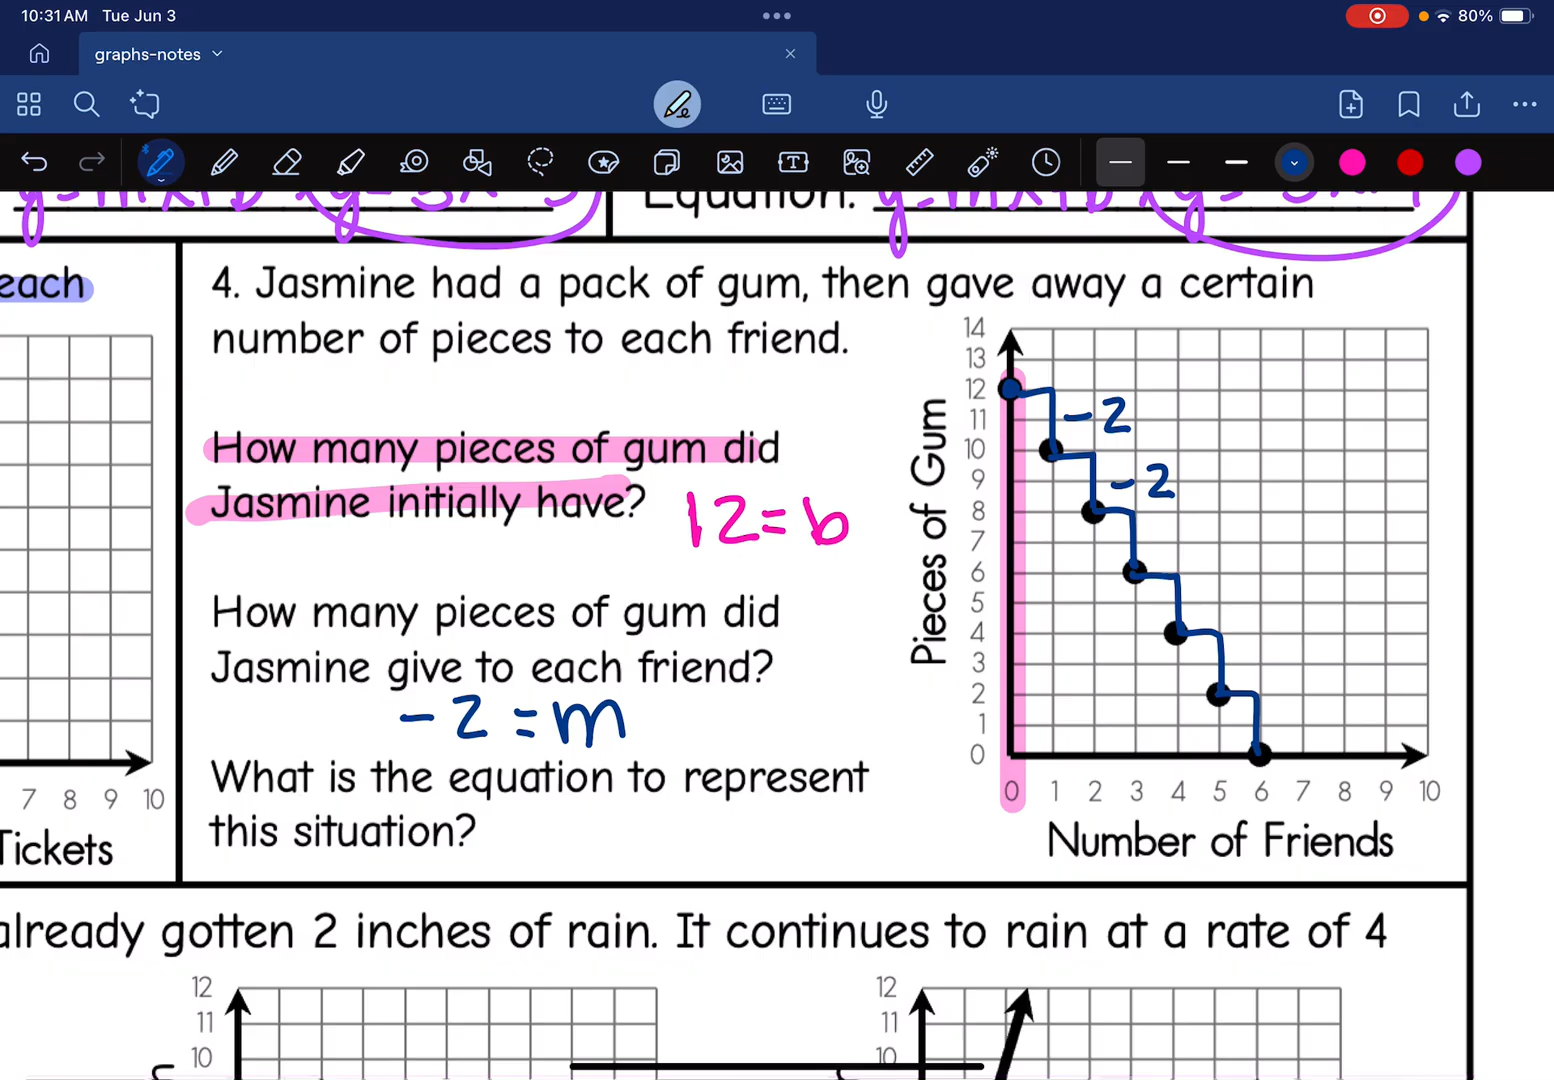 10:31 AM Tue Jun 3
80%
graphs-notes
Equation:
each
4. Jasmine had a pack of gum, then gave away a certain
number of pieces to each friend.
How many pieces of gum did
Jasmine initially have?
12 = b
How many pieces of gum did
Jasmine give to each friend?
-2 = m
What is the equation to represent
this situation?
14
13
12
11
10
9
8
7
6
5
4
3
2
1
0
Pieces of Gum
-2
-2
0 1 2 3 4 5 6 7 8 9 10
Number of Friends
7 8 9 10
Tickets
already gotten 2 inches of rain. It continues to rain at a rate of 4
12
11
10
12
11
10